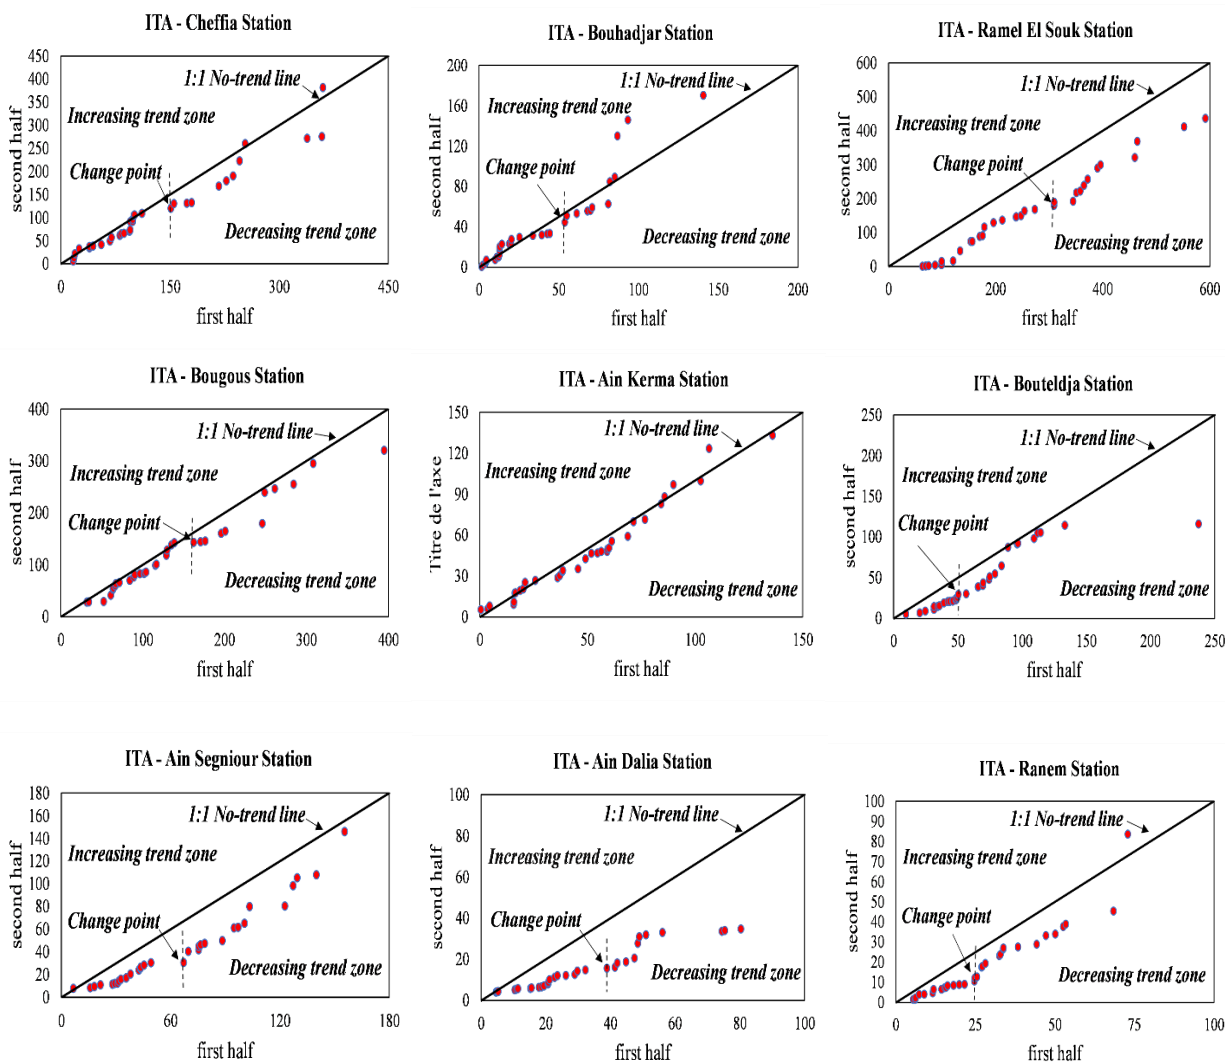 ITA - Cheffia Station
450
400
350
300
250
200
150
100
50
0
second half
1:1 No-trend line
Increasing trend zone
Change point
Decreasing trend zone
0 150 300 450
first half
ITA - Bouhadjar Station
200
160
120
80
40
0
second half
1:1 No-trend line
Increasing trend zone
Change point
Decreasing trend zone
0 50 100 150 200
first half
ITA - Ramel El Souk Station
600
500
400
300
200
100
0
second half
1:1 No-trend line
Increasing trend zone
Change point
Decreasing trend zone
0 200 400 600
first half
ITA - Bougous Station
400
300
200
100
0
second half
1:1 No-trend line
Increasing trend zone
Change point
Decreasing trend zone
0 100 200 300 400
first half
ITA - Ain Kerma Station
150
120
90
60
30
0
Titre de l'axe
1:1 No-trend line
Increasing trend zone
Decreasing trend zone
0 50 100 150
first half
ITA - Bouteldja Station
250
200
150
100
50
0
second half
1:1 No-trend line
Increasing trend zone
Change point
Decreasing trend zone
0 50 100 150 200 250
first half
ITA - Ain Segniour Station
180
160
140
120
100
80
60
40
20
0
second half
1:1 No-trend line
Increasing trend zone
Change point
Decreasing trend zone
0 60 120 180
first half
ITA - Ain Dalia Station
100
80
60
40
20
0
second half
1:1 No-trend line
Increasing trend zone
Change point
Decreasing trend zone
0 20 40 60 80 100
first half
ITA - Ranem Station
100
90
80
70
60
50
40
30
20
10
0
second half
1:1 No-trend line
Increasing trend zone
Change point
Decreasing trend zone
0 25 50 75 100
first half